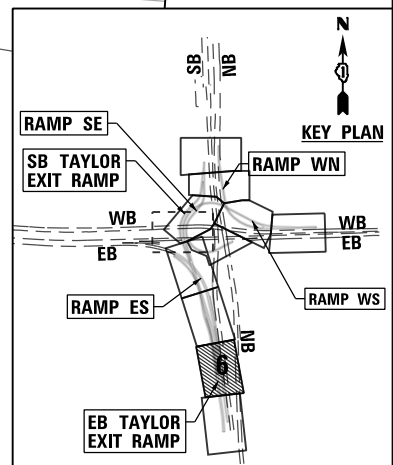 SB
NB
N
KEY PLAN
RAMP SE
SB TAYLOR
EXIT RAMP
RAMP WN
WB
EB
WB
EB
RAMP ES
RAMP WS
NB
6
EB TAYLOR
EXIT RAMP